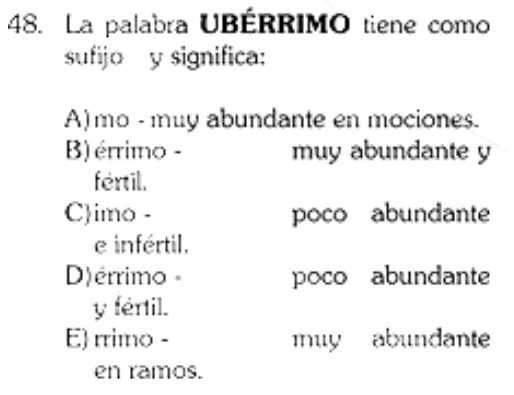 48. La palabra UBÉRRIMO tiene como
sufijo y significa:
A) mo - muy abundante en mociones.
B) érrimo - muy abundante y
fértil.
C) imo - poco abundante
e infértil.
D) érrimo - poco abundante
y fértil.
E) rrimo - muy abundante
en ramos.